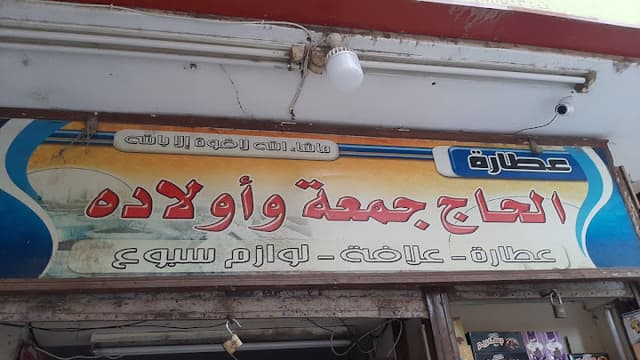 ماشاء الله لا قوة إلا بالله
عطارة
الحاج جمعة وأولاده
عطارة - علافة - لوازم سبوع